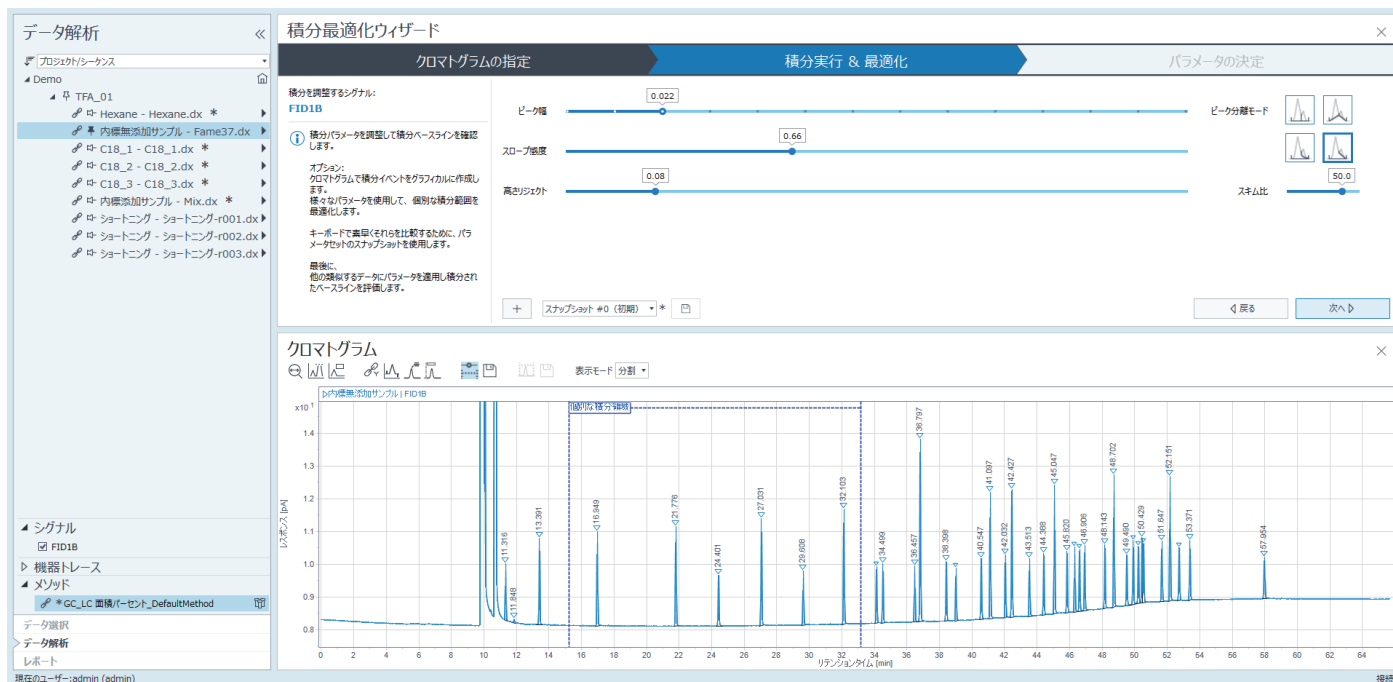 データ解析
プロジェクト/シーケンス
Demo
TFA_01
Hexane - Hexane.dx *
内標無添加サンプル - Fame37.dx
C18_1 - C18_1.dx *
C18_2 - C18_2.dx *
C18_3 - C18_3.dx *
内標添加サンプル - Mix.dx *
ショートニング - ショートニング-r001.dx
ショートニング - ショートニング-r002.dx
ショートニング - ショートニング-r003.dx
シグナル
FID1B
機器トレース
メソッド
*GC_LC 面積パーセント_DefaultMethod
データ選択
データ解析
レポート
現在のユーザー:admin (admin)
積分最適化ウィザード
クロマトグラムの指定
積分実行 & 最適化
パラメータの決定
積分を調整するシグナル:
FID1B
積分パラメータを調整して積分ベースラインを確認
します。
オプション:
クロマトグラムで積分イベントをグラフィカルに作成し
ます。
様々なパラメータを使用して、個別な積分範囲を
最適化します。
キーボードで素早くそれらを比較するために、パラ
メータセットのスナップショットを使用します。
最後に、
他の類似するデータにパラメータを適用し積分され
たベースラインを評価します。
ピーク幅
0.022
スロープ感度
0.66
高さリジェクト
0.08
ピーク分離モード
スキム比
50.0
スナップショット #0 (初期) *
戻る
次へ
クロマトグラム
表示モード 分割
内標無添加サンプル | FID1B
個別な積分領域
x10 1
1.4
1.3
1.2
1.1
1.0
0.9
0.8
レスポンス [pA]
11.316
11.848
13.391
16.949
21.776
24.401
27.031
29.608
32.103
34.499
36.457
36.797
38.398
40.547
41.097
42.032
42.427
43.513
44.388
45.047
45.820
46.906
48.143
48.702
49.490
50.429
51.647
52.151
53.371
57.954
0 2 4 6 8 10 12 14 16 18 20 22 24 26 28 30 32 34 36 38 40 42 44 46 48 50 52 54 56 58 60 62 64
リテンションタイム [min]
接続